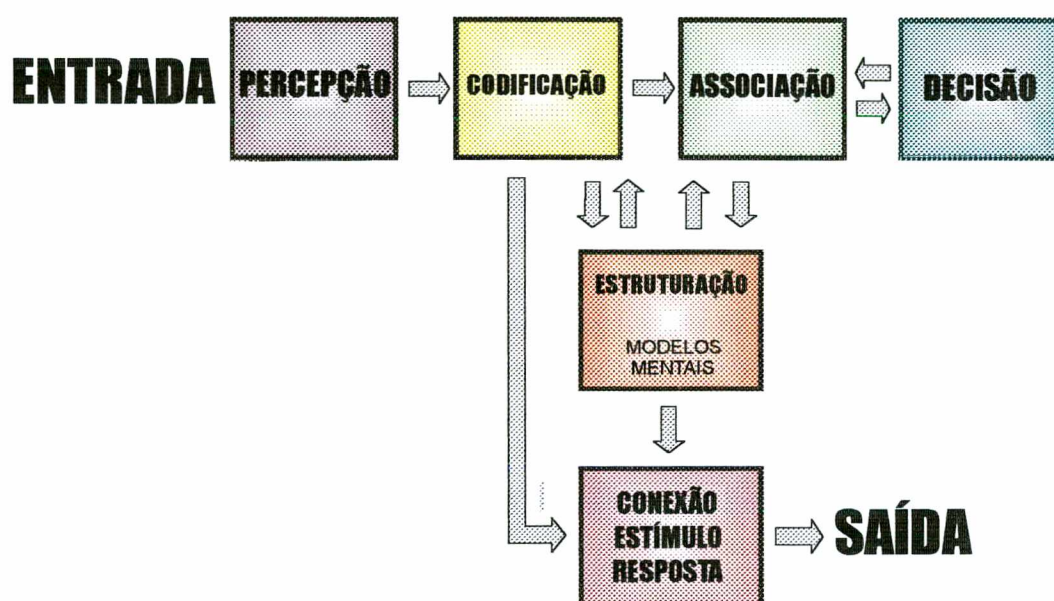 ENTRADA
PERCEPÇÃO
CODIFICAÇÃO
ASSOCIAÇÃO
DECISÃO
ESTRUTURAÇÃO
MODELOS
MENTAIS
CONEXÃO
ESTÍMULO
RESPOSTA
SAÍDA